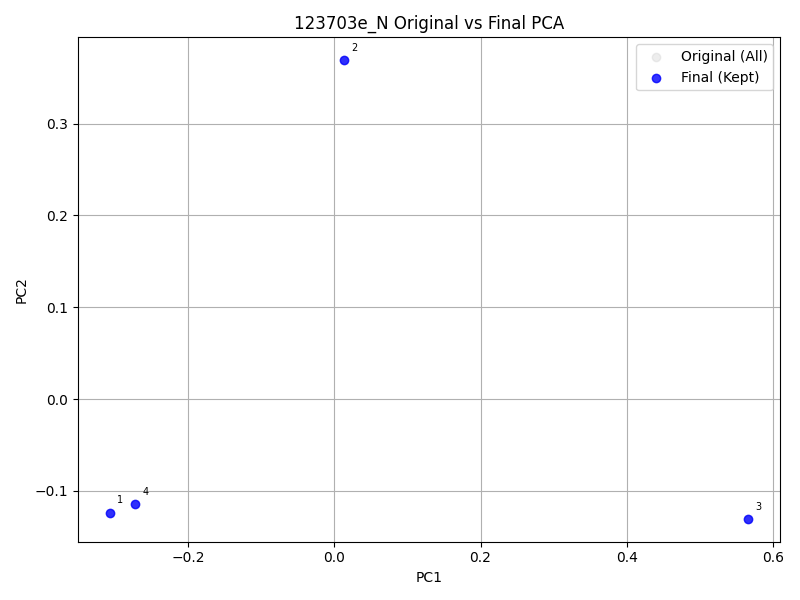 123703e_N Original vs Final PCA
Original (All)
Final (Kept)
2
0.3
0.2
0.1
0.0
−0.1
PC2
1
4
3
−0.2
0.0
0.2
0.4
0.6
PC1